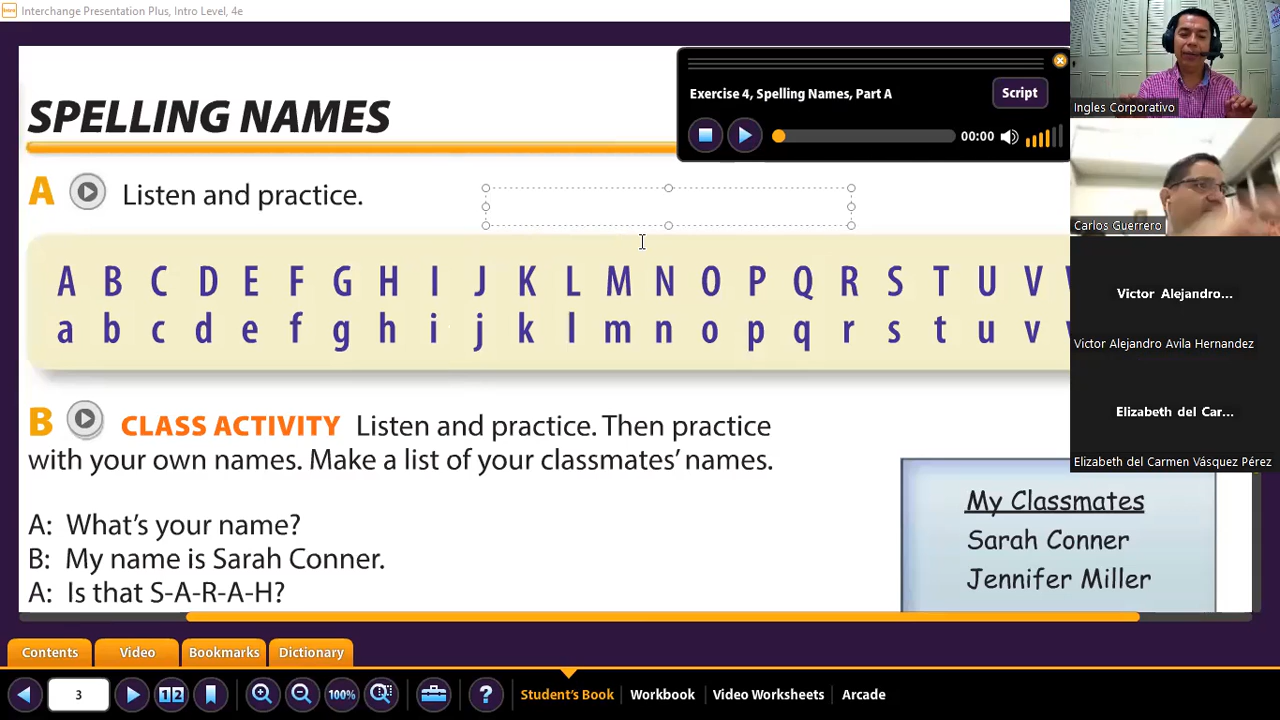 Interchange Presentation Plus, Intro Level, 4e
SPELLING NAMES
Exercise 4, Spelling Names, Part A
Script
00:00
A Listen and practice.
A B C D E F G H I J K L M N O P Q R S T U V
a b c d e f g h i j k l m n o p q r s t u v
B CLASS ACTIVITY Listen and practice. Then practice
with your own names. Make a list of your classmates' names.
A: What's your name?
B: My name is Sarah Conner.
A: Is that S-A-R-A-H?
My Classmates
Sarah Conner
Jennifer Miller
Ingles Corporativo
Carlos Guerrero
Victor Alejandro...
Victor Alejandro Avila Hernandez
Elizabeth del Car...
Elizabeth del Carmen Vásquez Pérez
Contents Video Bookmarks Dictionary
3 1 2 100% ? Student's Book Workbook Video Worksheets Arcade